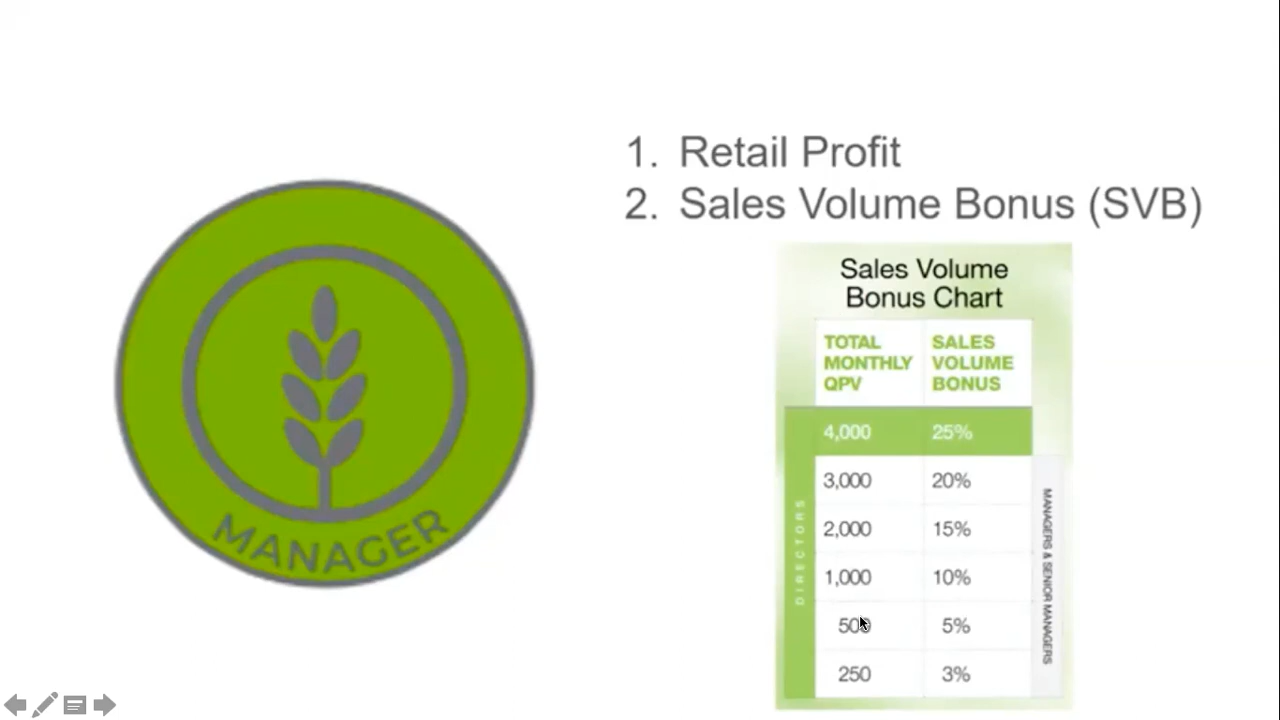 1. Retail Profit
2. Sales Volume Bonus (SVB)
MANAGER
Sales Volume
Bonus Chart
TOTAL MONTHLY QPV SALES VOLUME BONUS
4,000 25%
3,000 20%
2,000 15%
1,000 10%
500 5%
250 3%
DIRECTORS
MANAGERS & SENIOR MANAGERS